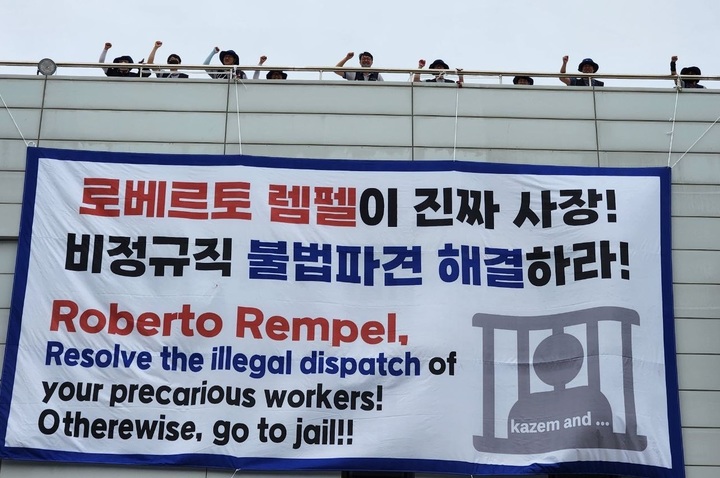 로베르토 렘펠이 진짜 사장!
비정규직 불법파견 해결하라!
Roberto Rempel,
Resolve the illegal dispatch of
your precarious workers!
Otherewise, go to jail!!
kazem and ...